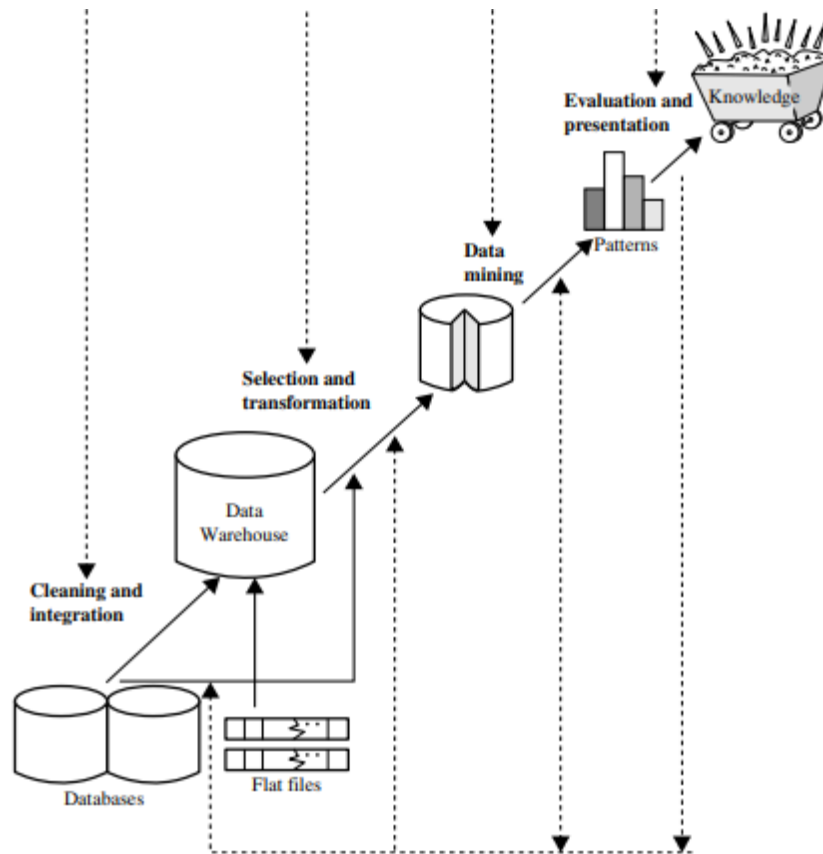 Evaluation and
presentation
Knowledge
Patterns
Data
mining
Selection and
transformation
Data
Warehouse
Cleaning and
integration
Databases
Flat files